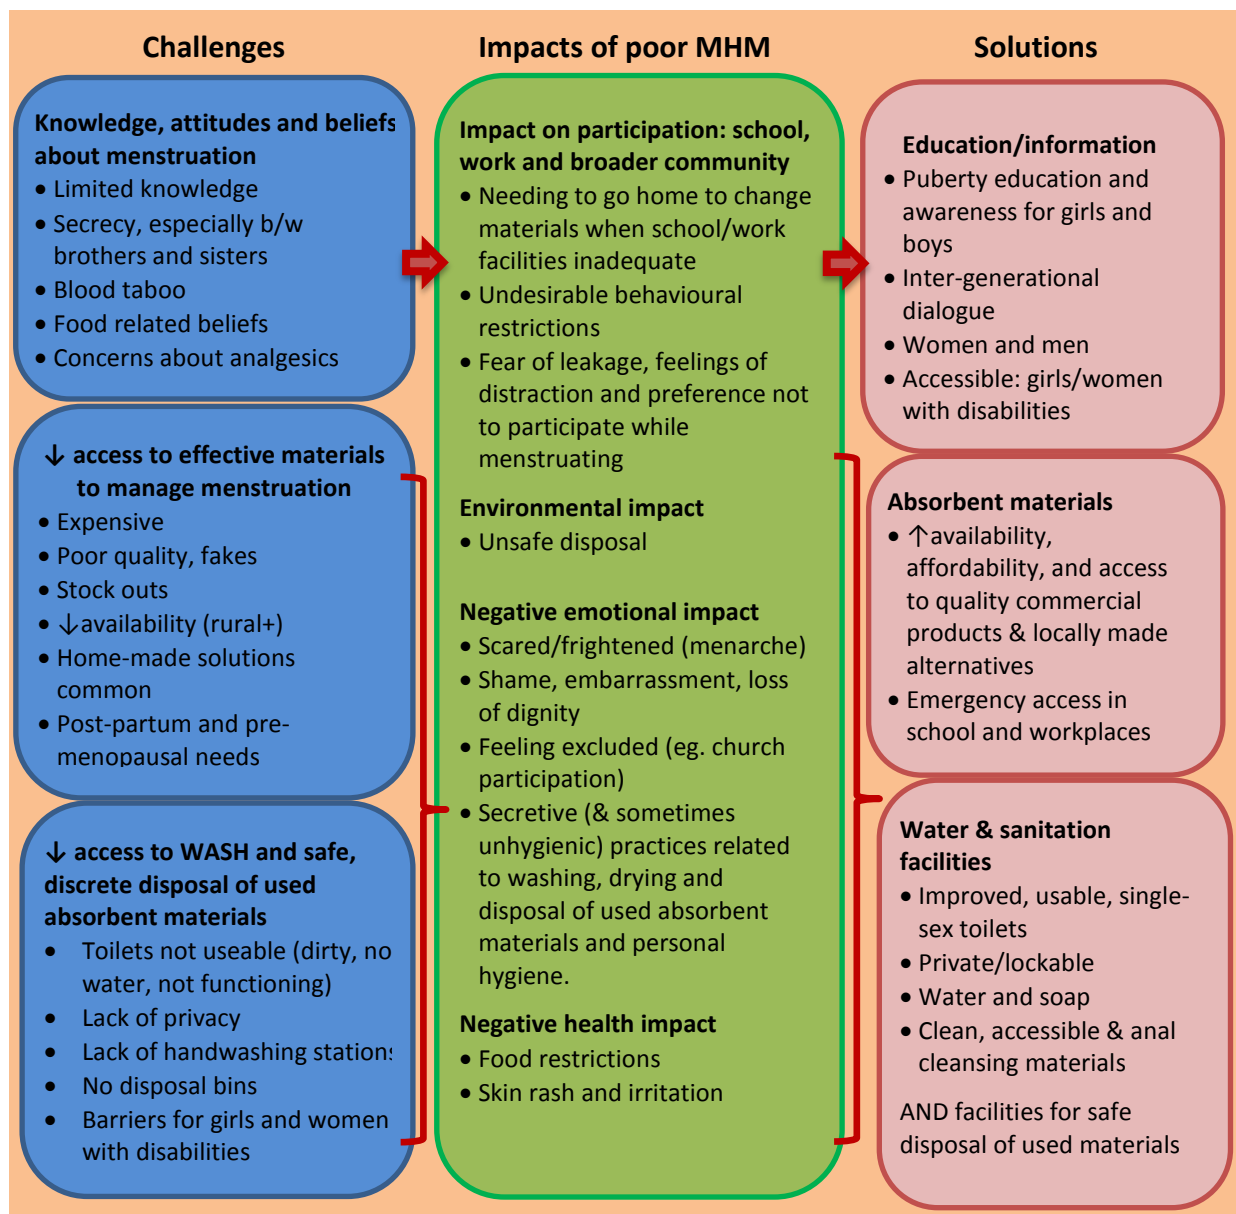 Challenges
Knowledge, attitudes and beliefs
about menstruation
• Limited knowledge
• Secrecy, especially b/w
brothers and sisters
• Blood taboo
• Food related beliefs
• Concerns about analgesics
↓ access to effective materials
to manage menstruation
• Expensive
• Poor quality, fakes
• Stock outs
• ↓availability (rural+)
• Home-made solutions
common
• Post-partum and pre-
menopausal needs
↓ access to WASH and safe,
discrete disposal of used
absorbent materials
• Toilets not useable (dirty, no
water, not functioning)
• Lack of privacy
• Lack of handwashing stations
• No disposal bins
• Barriers for girls and women
with disabilities
Impacts of poor MHM
Impact on participation: school,
work and broader community
• Needing to go home to change
materials when school/work
facilities inadequate
• Undesirable behavioural
restrictions
• Fear of leakage, feelings of
distraction and preference not
to participate while
menstruating
Environmental impact
• Unsafe disposal
Negative emotional impact
• Scared/frightened (menarche)
• Shame, embarrassment, loss
of dignity
• Feeling excluded (eg. church
participation)
• Secretive (& sometimes
unhygienic) practices related
to washing, drying and
disposal of used absorbent
materials and personal
hygiene.
Negative health impact
• Food restrictions
• Skin rash and irritation
Solutions
Education/information
• Puberty education and
awareness for girls and
boys
• Inter-generational
dialogue
• Women and men
• Accessible: girls/women
with disabilities
Absorbent materials
• ↑availability,
affordability, and access
to quality commercial
products & locally made
alternatives
• Emergency access in
school and workplaces
Water & sanitation
facilities
• Improved, usable, single-
sex toilets
• Private/lockable
• Water and soap
• Clean, accessible & anal
cleansing materials
AND facilities for safe
disposal of used materials